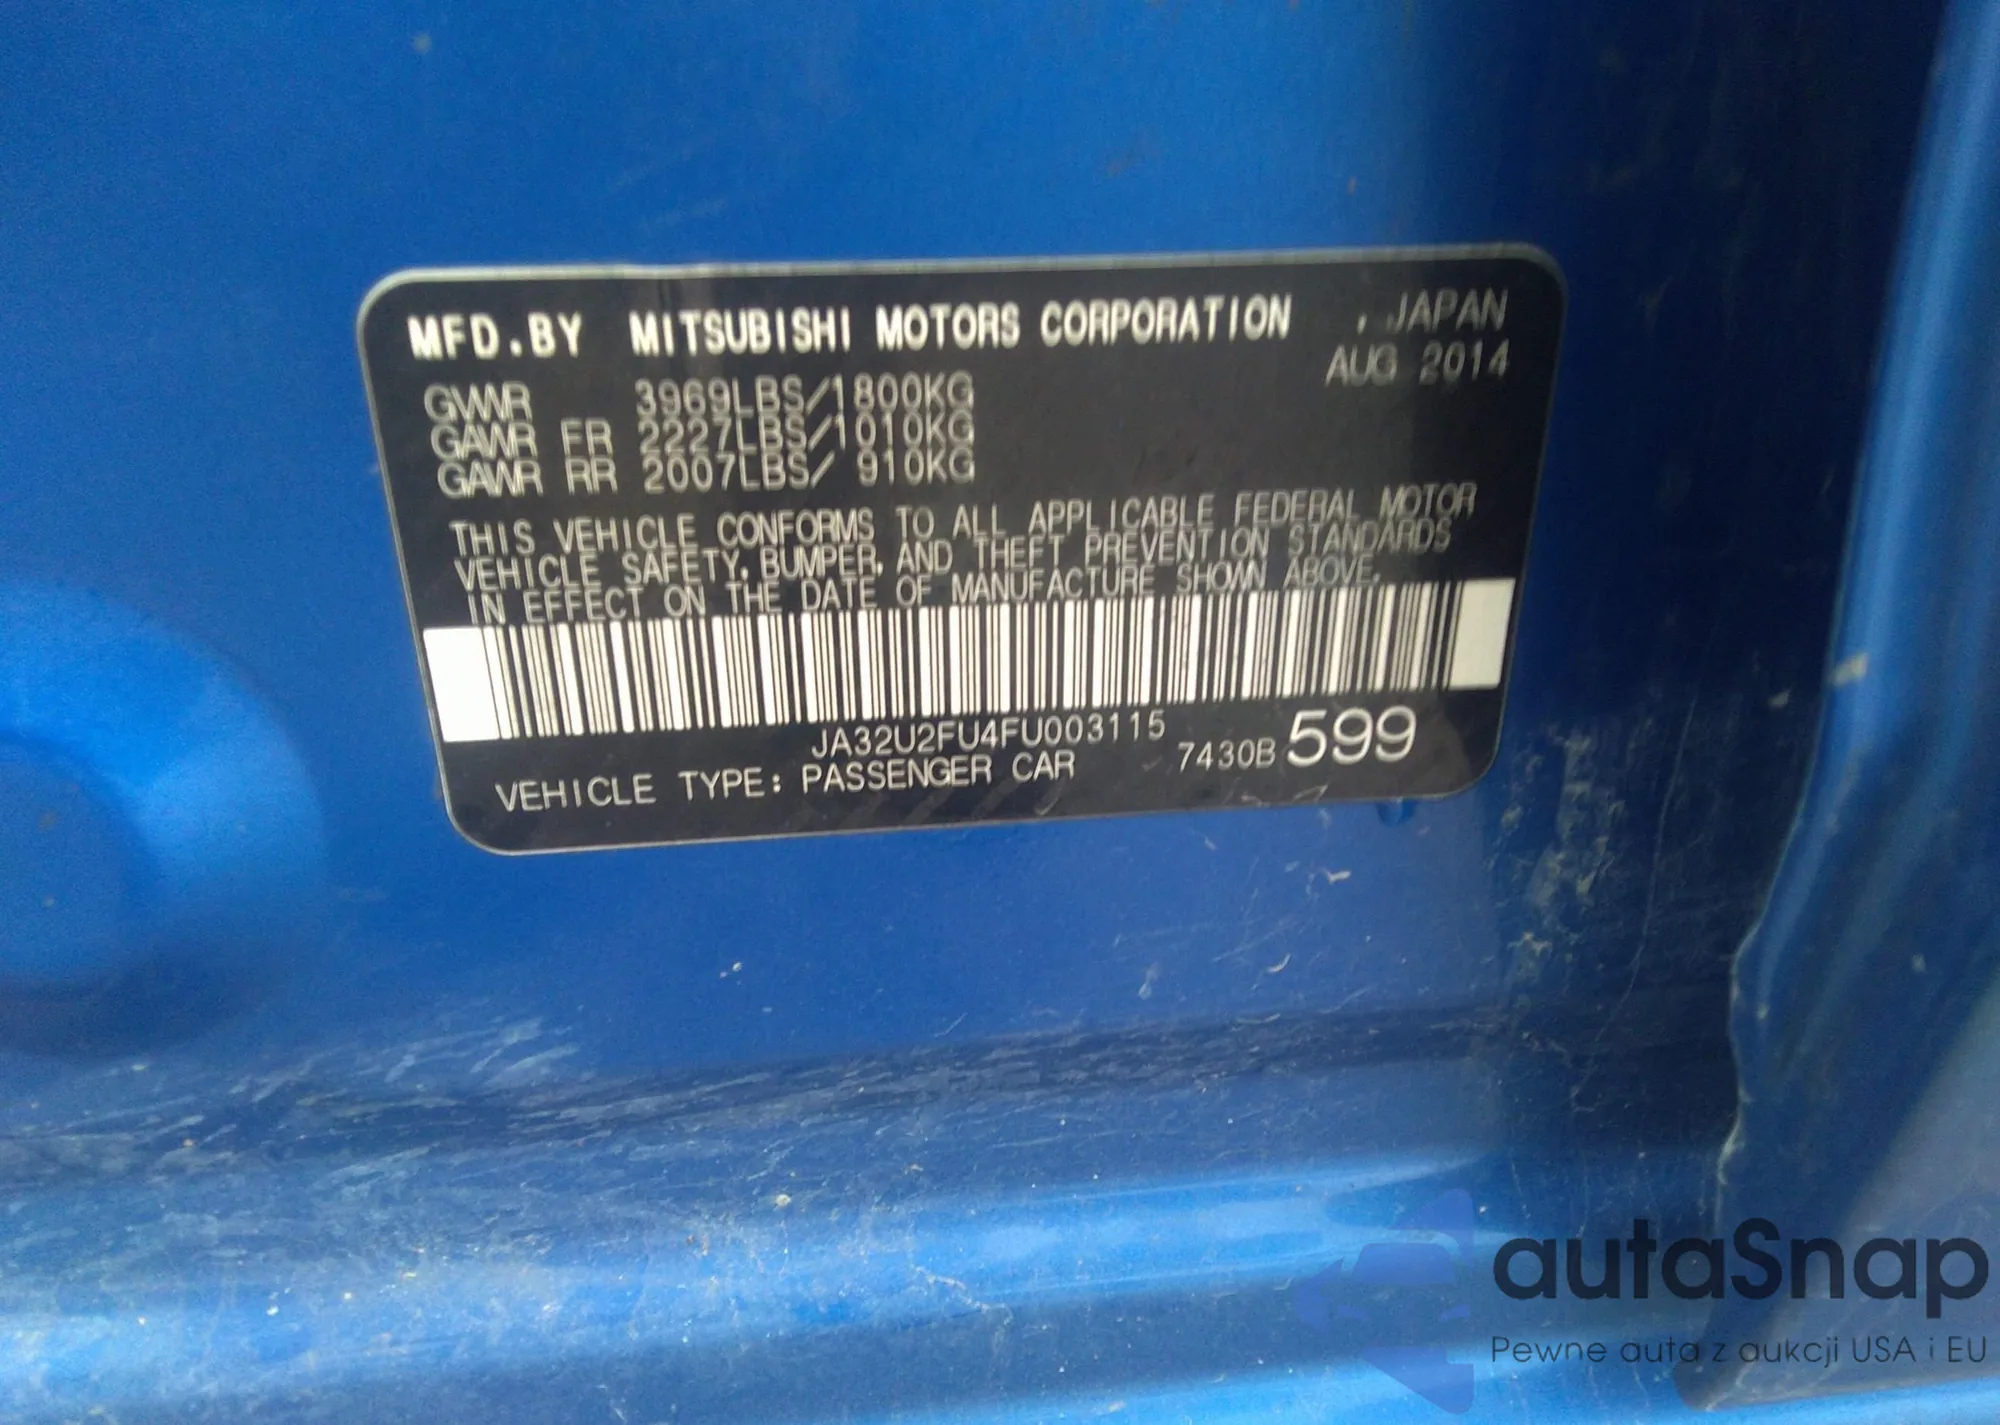 MFD.BY MITSUBISHI MOTORS CORPORATION , JAPAN
AUG 2014
GVWR 3969LBS/1800KG
GAWR FR 2227LBS/1010KG
GAWR RR 2007LBS/ 910KG
THIS VEHICLE CONFORMS TO ALL APPLICABLE FEDERAL MOTOR
VEHICLE SAFETY, BUMPER, AND THEFT PREVENTION STANDARDS
IN EFFECT ON THE DATE OF MANUFACTURE SHOWN ABOVE.
JA32U2FU4FU003115
7430B 599
VEHICLE TYPE: PASSENGER CAR
autaSnap
Pewne auta z aukcji USA i EU